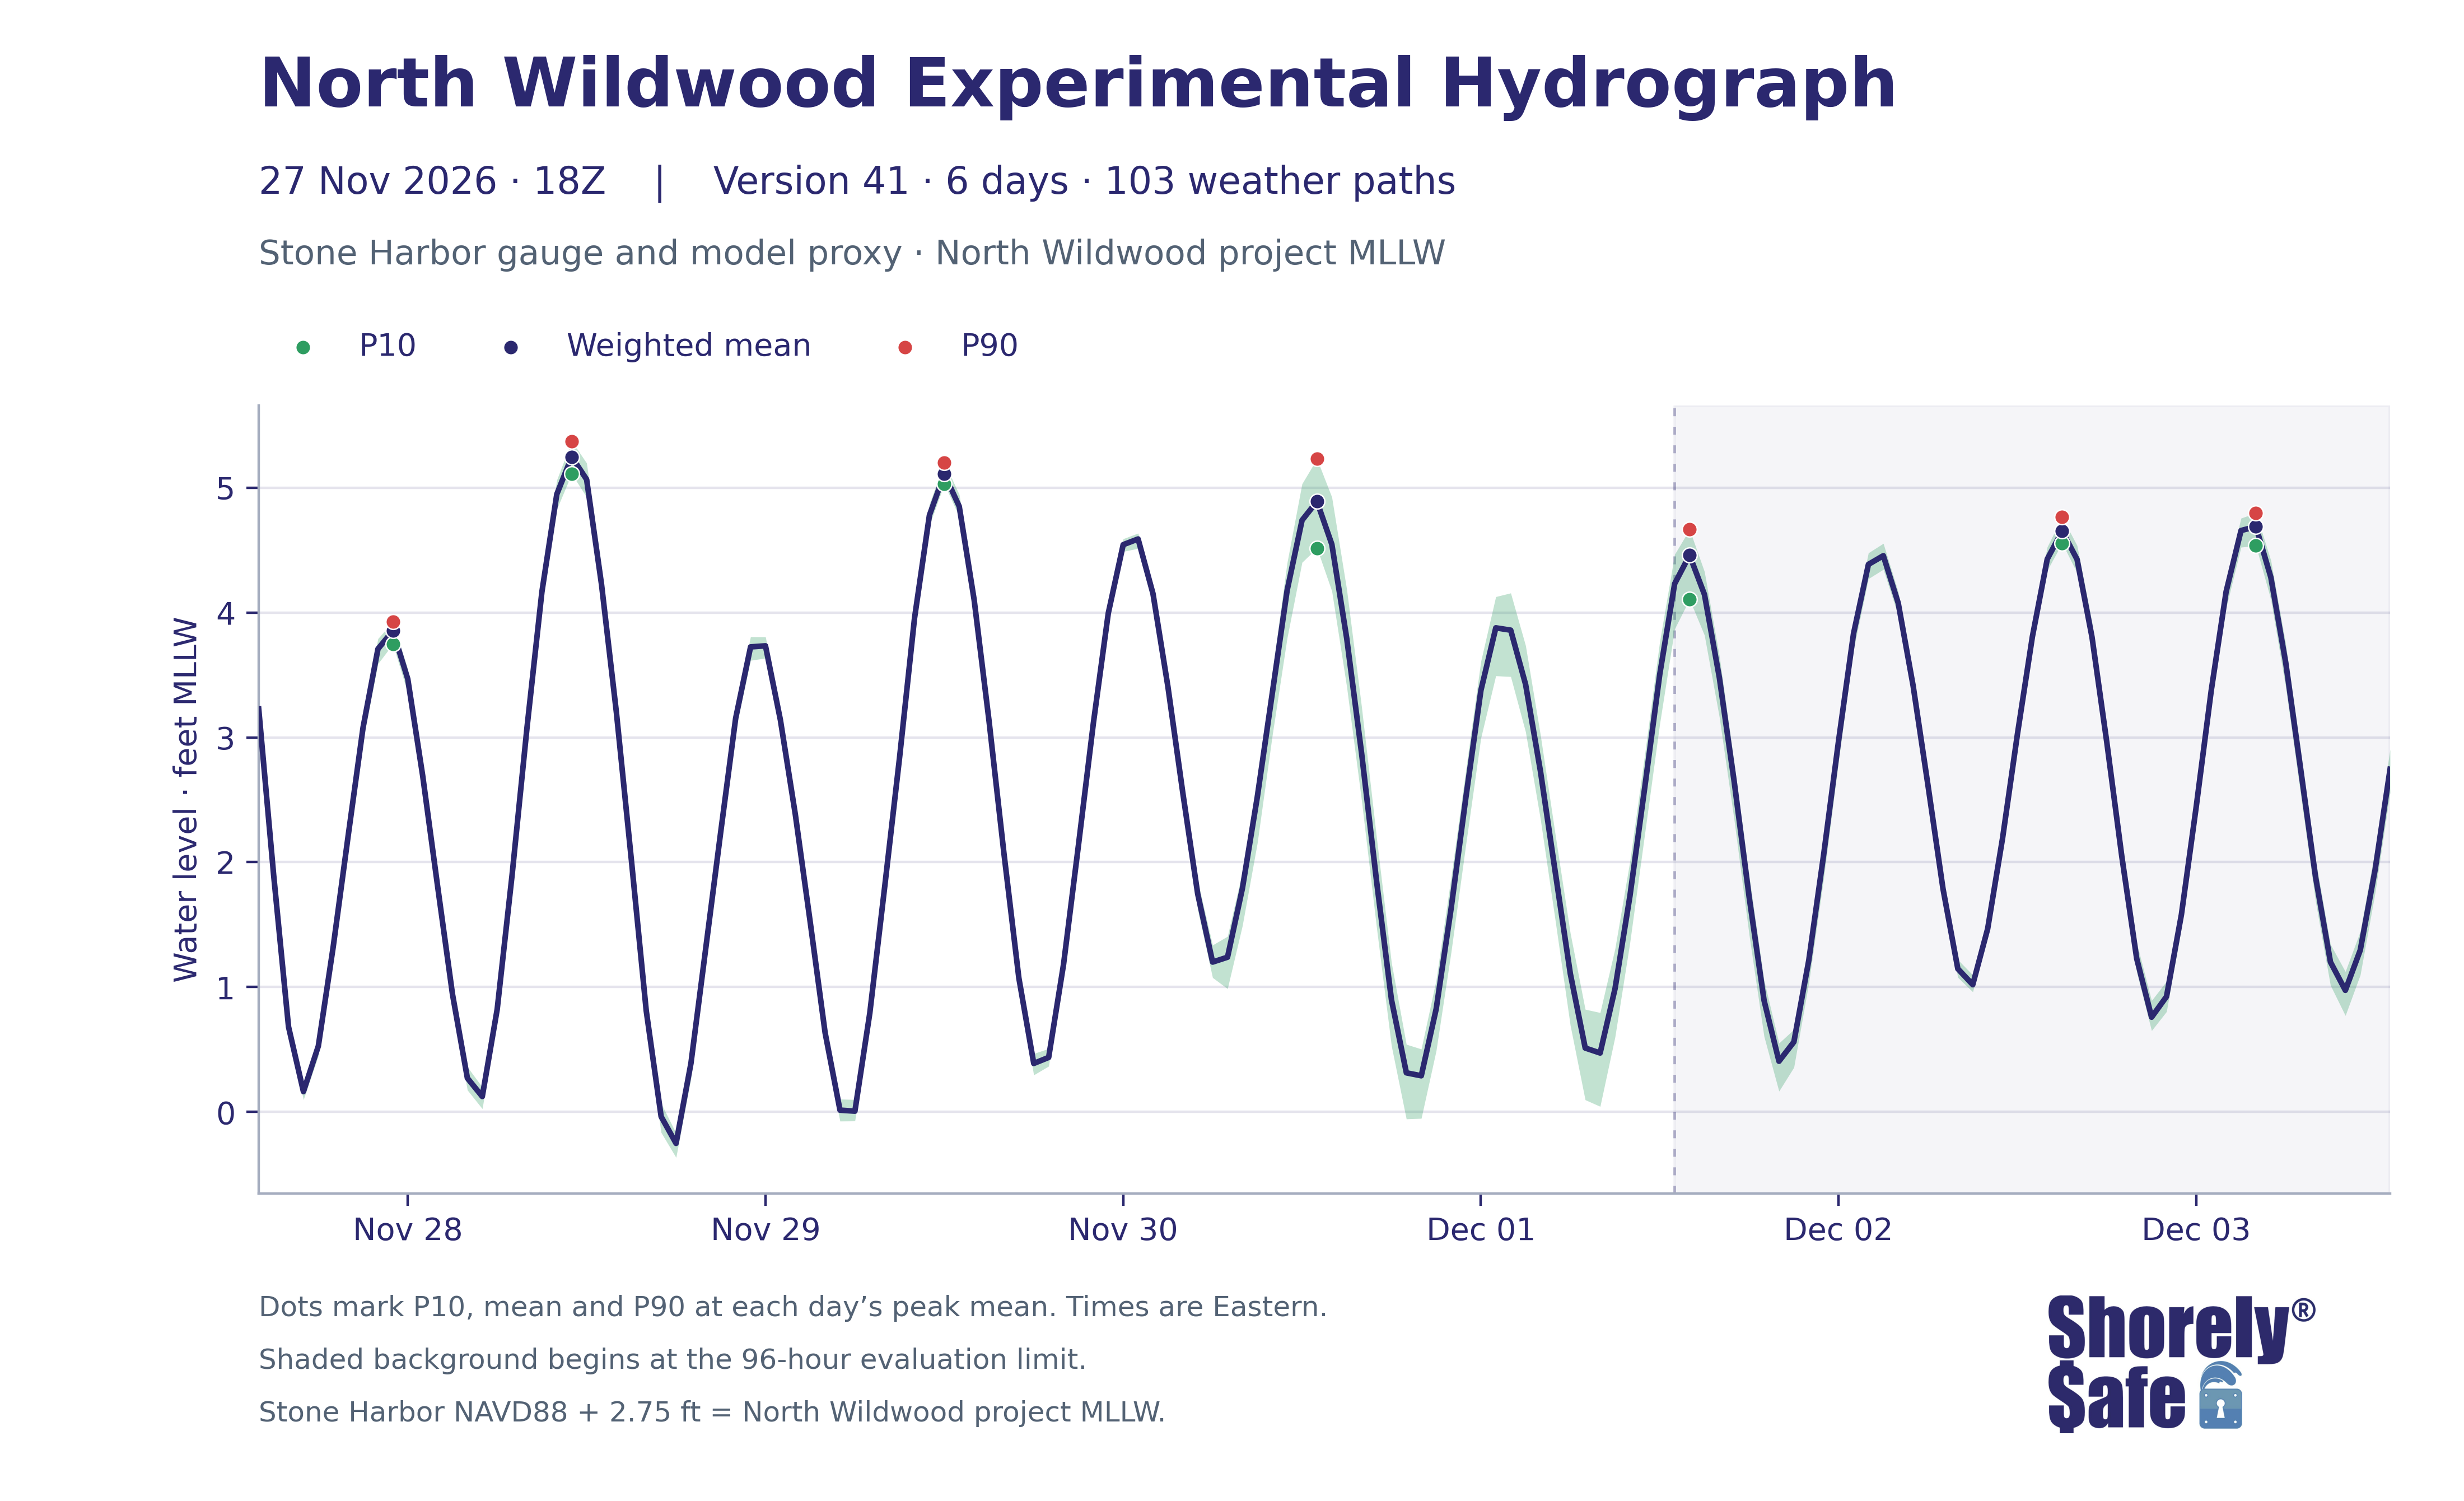 North Wildwood Experimental Hydrograph
27 Nov 2026 · 18Z | Version 41 · 6 days · 103 weather paths
Stone Harbor gauge and model proxy · North Wildwood project MLLW
P10 Weighted mean P90
Water level · feet MLLW
5
4
3
2
1
0
Nov 28 Nov 29 Nov 30 Dec 01 Dec 02 Dec 03
Dots mark P10, mean and P90 at each day’s peak mean. Times are Eastern.
Shaded background begins at the 96-hour evaluation limit.
Stone Harbor NAVD88 + 2.75 ft = North Wildwood project MLLW.
Shorely®
$afe